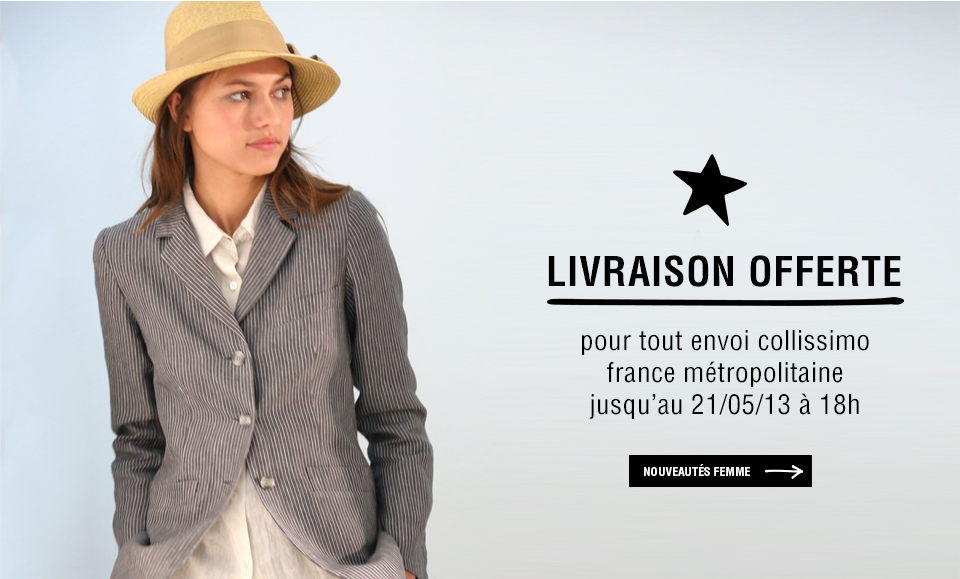 LIVRAISON OFFERTE
pour tout envoi collissimo
france métropolitaine
jusqu'au 21/05/13 à 18h
NOUVEAUTÉS FEMME